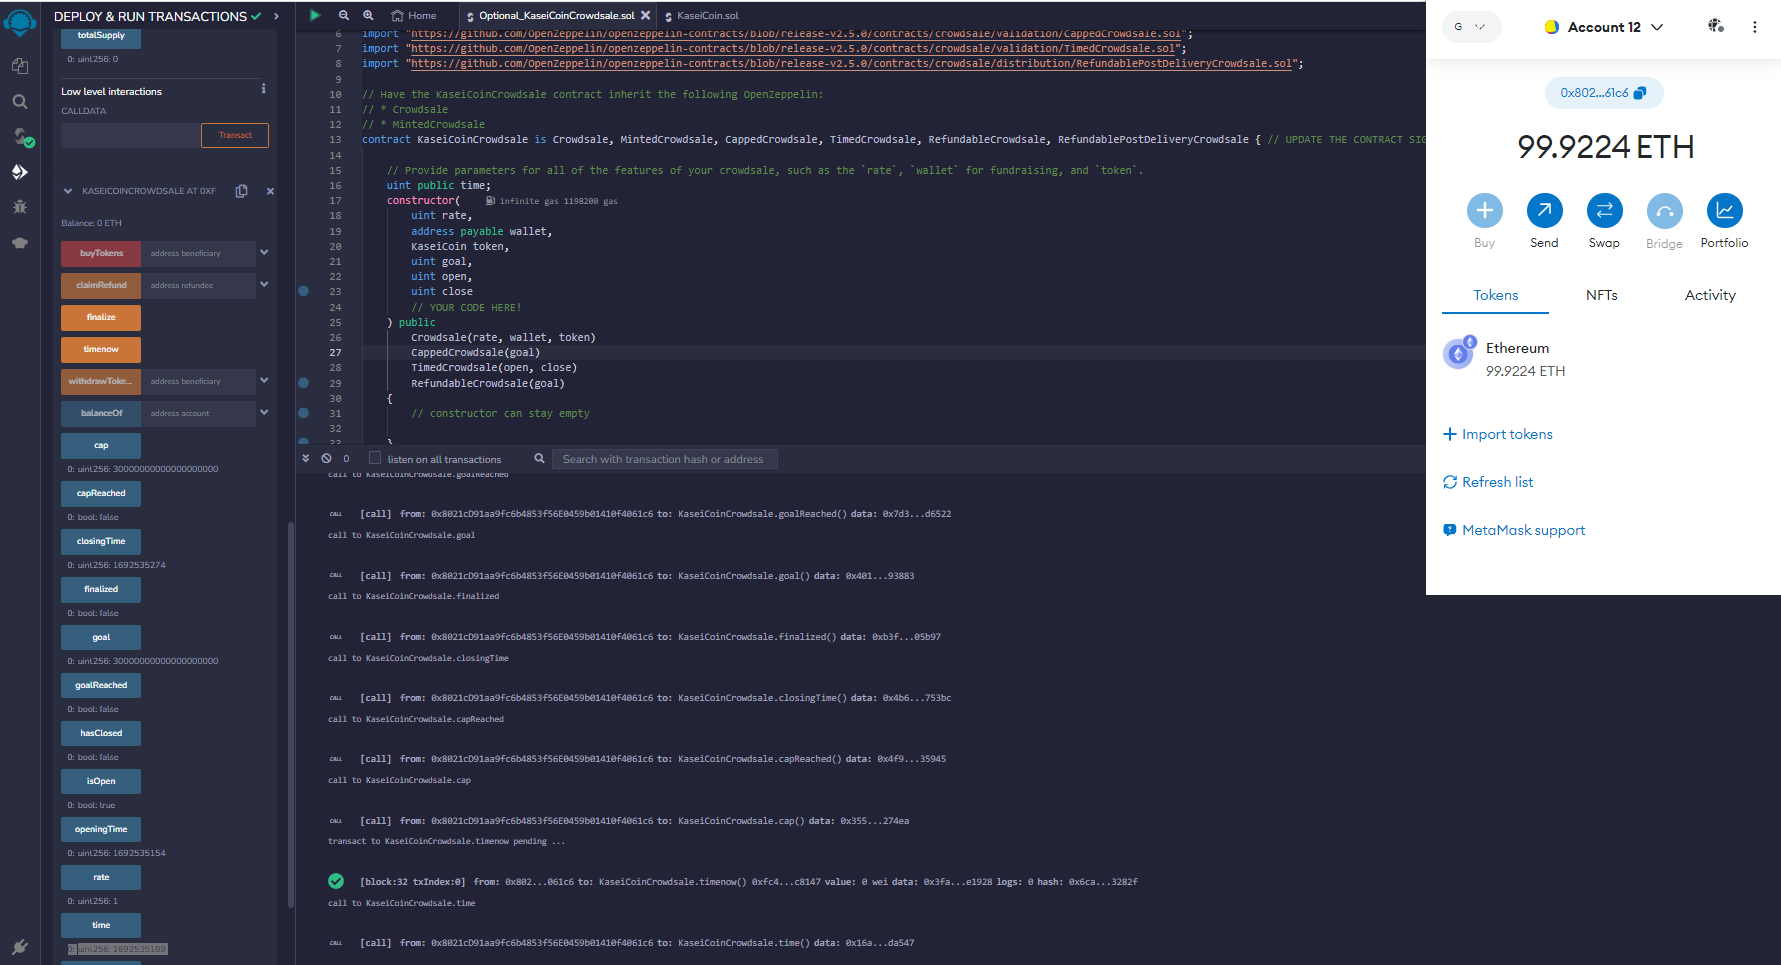 DEPLOY & RUN TRANSACTIONS
totalSupply
0: uint256: 0
Low level interactions
CALLDATA
Transact
KASEICOINCROWDSALE AT 0XF
Balance: 0 ETH
buyTokens address beneficiary
claimRefund address refundee
finalize
timenow
withdrawToke... address beneficiary
balanceOf address account
cap
0: uint256: 30000000000000000000
capReached
0: bool: false
closingTime
0: uint256: 1692535274
finalized
0: bool: false
goal
0: uint256: 30000000000000000000
goalReached
0: bool: false
hasClosed
0: bool: false
isOpen
0: bool: true
openingTime
0: uint256: 1692535154
rate
0: uint256: 1
time
0: uint256: 1692535189
Home
Optional_KaseiCoinCrowdsale.sol
KaseiCoin.sol
6 import "https://github.com/OpenZeppelin/openzeppelin-contracts/blob/release-v2.5.0/contracts/crowdsale/validation/CappedCrowdsale.sol";
7 import "https://github.com/OpenZeppelin/openzeppelin-contracts/blob/release-v2.5.0/contracts/crowdsale/validation/TimedCrowdsale.sol";
8 import "https://github.com/OpenZeppelin/openzeppelin-contracts/blob/release-v2.5.0/contracts/crowdsale/distribution/RefundablePostDeliveryCrowdsale.sol";
9
10 // Have the KaseiCoinCrowdsale contract inherit the following OpenZeppelin:
11 // * Crowdsale
12 // * MintedCrowdsale
13 contract KaseiCoinCrowdsale is Crowdsale, MintedCrowdsale, CappedCrowdsale, TimedCrowdsale, RefundableCrowdsale, RefundablePostDeliveryCrowdsale { // UPDATE THE CONTRACT SIG
14
15 // Provide parameters for all of the features of your crowdsale, such as the `rate`, `wallet` for fundraising, and `token`.
16 uint public time;
17 constructor( infinite gas 1198200 gas
18 uint rate,
19 address payable wallet,
20 KaseiCoin token,
21 uint goal,
22 uint open,
23 uint close
24 // YOUR CODE HERE!
25 ) public
26 Crowdsale(rate, wallet, token)
27 CappedCrowdsale(goal)
28 TimedCrowdsale(open, close)
29 RefundableCrowdsale(goal)
30 {
31 // constructor can stay empty
32
33 }
0 listen on all transactions Search with transaction hash or address
call to KaseiCoinCrowdsale.goalReached
CALL [call] from: 0x8021cD91aa9fc6b4853f56E0459b01410f4061c6 to: KaseiCoinCrowdsale.goalReached() data: 0x7d3...d6522
call to KaseiCoinCrowdsale.goal
CALL [call] from: 0x8021cD91aa9fc6b4853f56E0459b01410f4061c6 to: KaseiCoinCrowdsale.goal() data: 0x401...93883
call to KaseiCoinCrowdsale.finalized
CALL [call] from: 0x8021cD91aa9fc6b4853f56E0459b01410f4061c6 to: KaseiCoinCrowdsale.finalized() data: 0xb3f...05b97
call to KaseiCoinCrowdsale.closingTime
CALL [call] from: 0x8021cD91aa9fc6b4853f56E0459b01410f4061c6 to: KaseiCoinCrowdsale.closingTime() data: 0x4b6...753bc
call to KaseiCoinCrowdsale.capReached
CALL [call] from: 0x8021cD91aa9fc6b4853f56E0459b01410f4061c6 to: KaseiCoinCrowdsale.capReached() data: 0x4f9...35945
call to KaseiCoinCrowdsale.cap
CALL [call] from: 0x8021cD91aa9fc6b4853f56E0459b01410f4061c6 to: KaseiCoinCrowdsale.cap() data: 0x355...274ea
transact to KaseiCoinCrowdsale.timenow pending ...
[block:32 txIndex:0] from: 0x802...061c6 to: KaseiCoinCrowdsale.timenow() 0xfc4...c8147 value: 0 wei data: 0x3fa...e1928 logs: 0 hash: 0x6ca...3282f
call to KaseiCoinCrowdsale.time
CALL [call] from: 0x8021cD91aa9fc6b4853f56E0459b01410f4061c6 to: KaseiCoinCrowdsale.time() data: 0x16a...da547
G
Account 12
0x802...61c6
99.9224 ETH
Buy Send Swap Bridge Portfolio
Tokens NFTs Activity
Ethereum
99.9224 ETH
Import tokens
Refresh list
MetaMask support